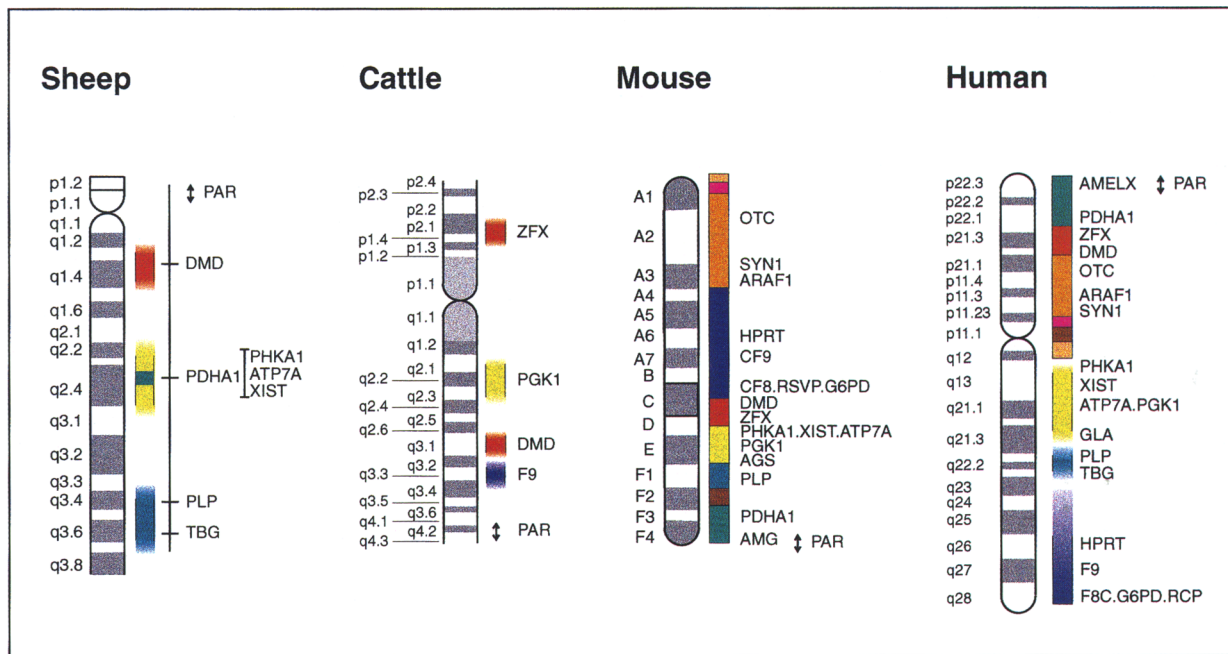 Sheep
p1.2
p1.1
q1.1
q1.2
q1.4
q1.6
q2.1
q2.2
q2.4
q3.1
q3.2
q3.3
q3.4
q3.6
q3.8
PAR
DMD
PDHA1
PHKA1
ATP7A
XIST
PLP
TBG
Cattle
p2.4
p2.3
p2.2
p2.1
p1.4
p1.3
p1.2
p1.1
q1.1
q1.2
q2.1
q2.2
q2.3
q2.4
q2.5
q2.6
q3.1
q3.2
q3.3
q3.4
q3.5
q3.6
q4.1
q4.2
q4.3
ZFX
PGK1
DMD
F9
PAR
Mouse
A1
A2
A3
A4
A5
A6
A7
B
C
D
E
F1
F2
F3
F4
OTC
SYN1
ARAF1
HPRT
CF9
CF8.RSVP.G6PD
DMD
ZFX
PHKA1.XIST.ATP7A
PGK1
AGS
PLP
PDHA1
AMG PAR
Human
p22.3
p22.2
p22.1
p21.3
p21.1
p11.4
p11.3
p11.23
p11.1
q12
q13
q21.1
q21.3
q22.2
q23
q24
q25
q26
q27
q28
AMELX PAR
PDHA1
ZFX
DMD
OTC
ARAF1
SYN1
PHKA1
XIST
ATP7A.PGK1
GLA
PLP
TBG
HPRT
F9
F8C.G6PD.RCP